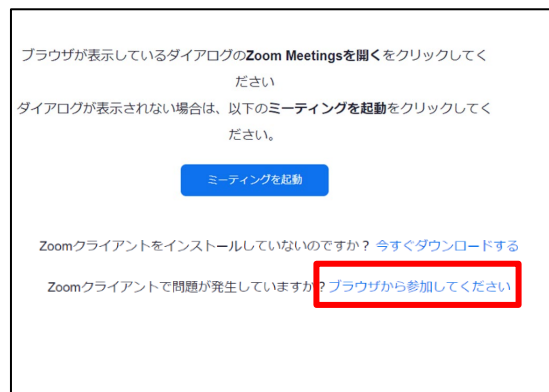 ブラウザが表示しているダイアログのZoom Meetingsを開くをクリックしてく
ださい
ダイアログが表示されない場合は、以下のミーティングを起動をクリックしてく
ださい。
ミーティングを起動
Zoomクライアントをインストールしていないのですか？ 今すぐダウンロードする
Zoomクライアントで問題が発生していますか？ブラウザから参加してください